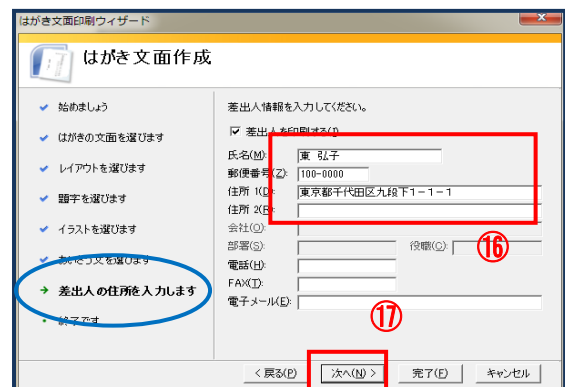 はがき文面印刷ウィザード
はがき文面作成
始めましょう
はがきの文面を選びます
レイアウトを選びます
題字を選びます
イラストを選びます
あいさつ文を選びます
差出人の住所を入力します
終了です
差出人情報を入力してください。
差出人を印刷する(I)
氏名(M): 東 弘子
郵便番号(Z): 100-0000
住所 1(D): 東京都千代田区九段下1-1-1
住所 2(R):
会社(O):
部署(S): 役職(C):
⑯
電話(H):
FAX(T):
電子メール(E):
⑰
< 戻る(P) 次へ(N) > 完了(F) キャンセル